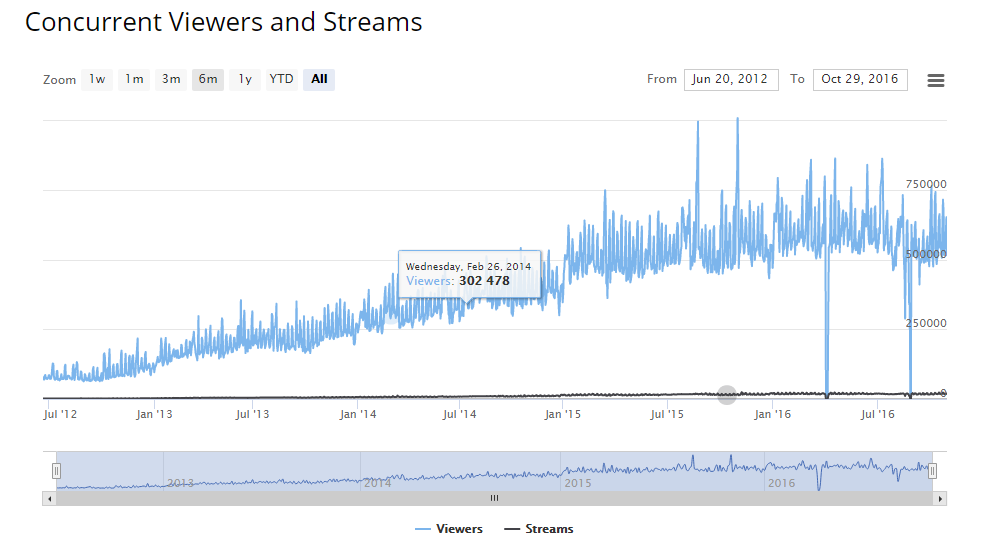 Concurrent Viewers and Streams
Zoom 1w 1m 3m 6m 1y YTD All From Jun 20, 2012 To Oct 29, 2016
750000
500000
250000
0
Wednesday, Feb 26, 2014
Viewers: 302 478
Jul '12 Jan '13 Jul '13 Jan '14 Jul '14 Jan '15 Jul '15 Jan '16 Jul '16
2013 2014 2015 2016
Viewers Streams